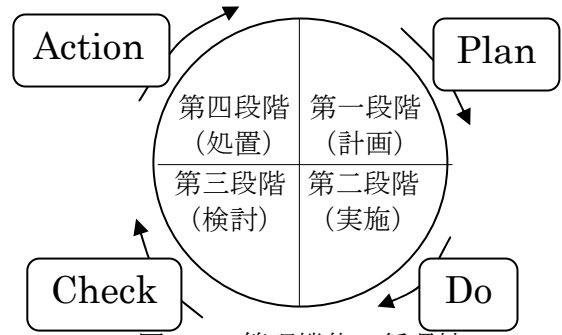 Action
Plan
第四段階
(処置)
第一段階
(計画)
第三段階
(検討)
第二段階
(実施)
Check
Do